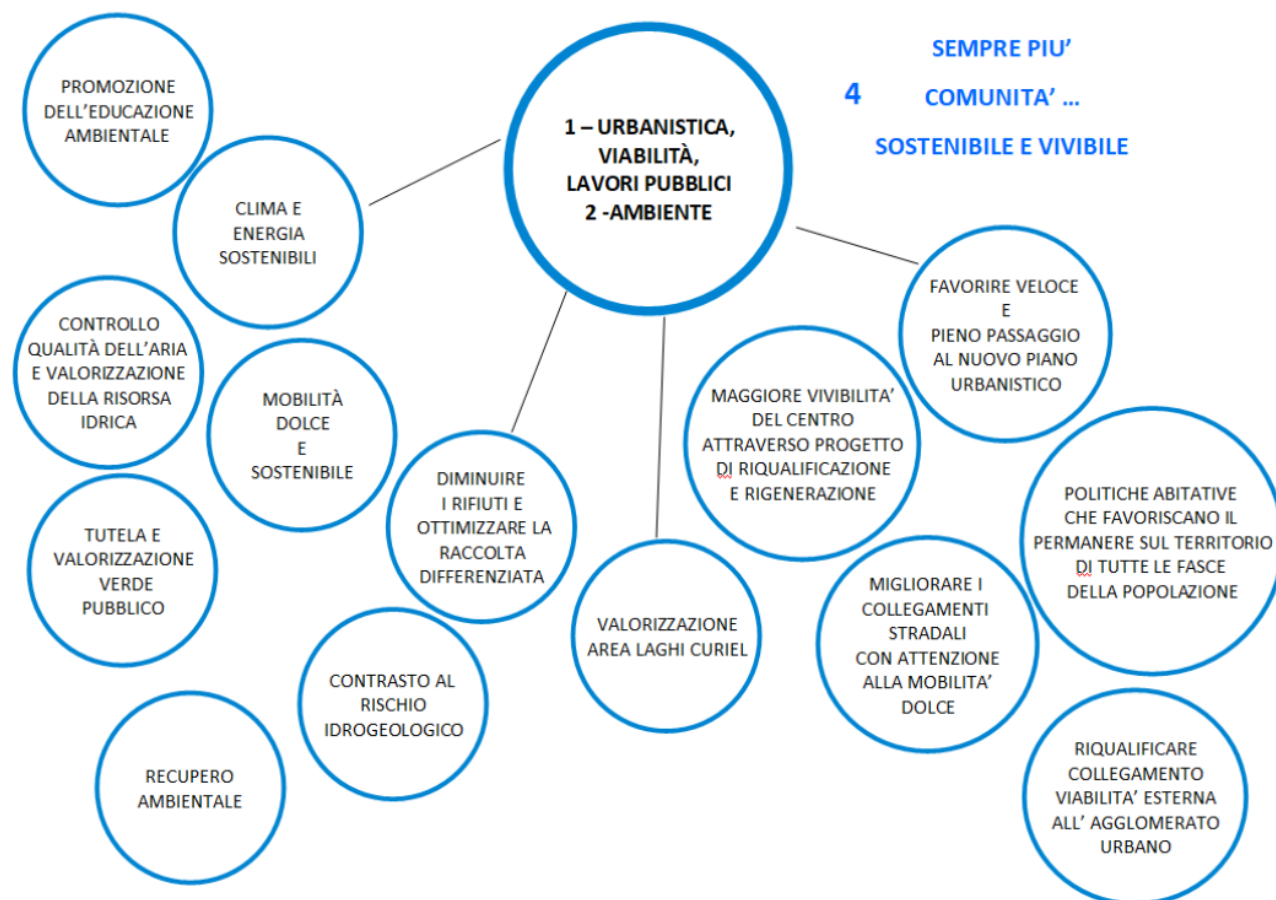 SEMPRE PIU’
4 COMUNITA’ ...
SOSTENIBILE E VIVIBILE
1 – URBANISTICA,
VIABILITÀ,
LAVORI PUBBLICI
2 -AMBIENTE
PROMOZIONE
DELL’EDUCAZIONE
AMBIENTALE
CLIMA E
ENERGIA
SOSTENIBILI
CONTROLLO
QUALITÀ DELL’ARIA
E VALORIZZAZIONE
DELLA RISORSA
IDRICA
MOBILITÀ
DOLCE
E
SOSTENIBILE
TUTELA E
VALORIZZAZIONE
VERDE
PUBBLICO
DIMINUIRE
I RIFIUTI E
OTTIMIZZARE LA
RACCOLTA
DIFFERENZIATA
CONTRASTO AL
RISCHIO
IDROGEOLOGICO
RECUPERO
AMBIENTALE
VALORIZZAZIONE
AREA LAGHI CURIEL
FAVORIRE VELOCE
E
PIENO PASSAGGIO
AL NUOVO PIANO
URBANISTICO
MAGGIORE VIVIBILITA’
DEL CENTRO
ATTRAVERSO PROGETTO
DI RIQUALIFICAZIONE
E RIGENERAZIONE
POLITICHE ABITATIVE
CHE FAVORISCANO IL
PERMANERE SUL TERRITORIO
DI TUTTE LE FASCE
DELLA POPOLAZIONE
MIGLIORARE I
COLLEGAMENTI
STRADALI
CON ATTENZIONE
ALLA MOBILITA’
DOLCE
RIQUALIFICARE
COLLEGAMENTO
VIABILITA’ ESTERNA
ALL’ AGGLOMERATO
URBANO